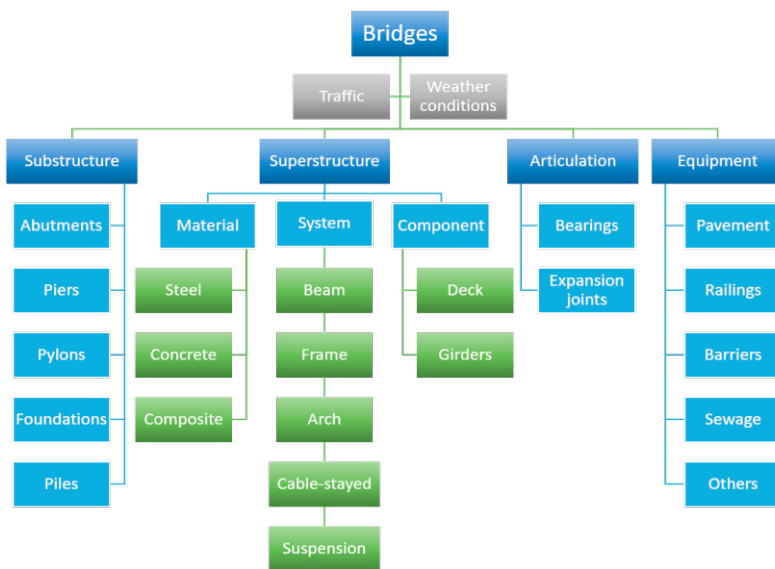 Bridges
Traffic
Weather
conditions
Substructure
Superstructure
Articulation
Equipment
Abutments
Material
System
Component
Bearings
Pavement
Piers
Steel
Beam
Deck
Expansion
joints
Railings
Pylons
Concrete
Frame
Girders
Barriers
Foundations
Composite
Arch
Sewage
Piles
Cable-stayed
Others
Suspension